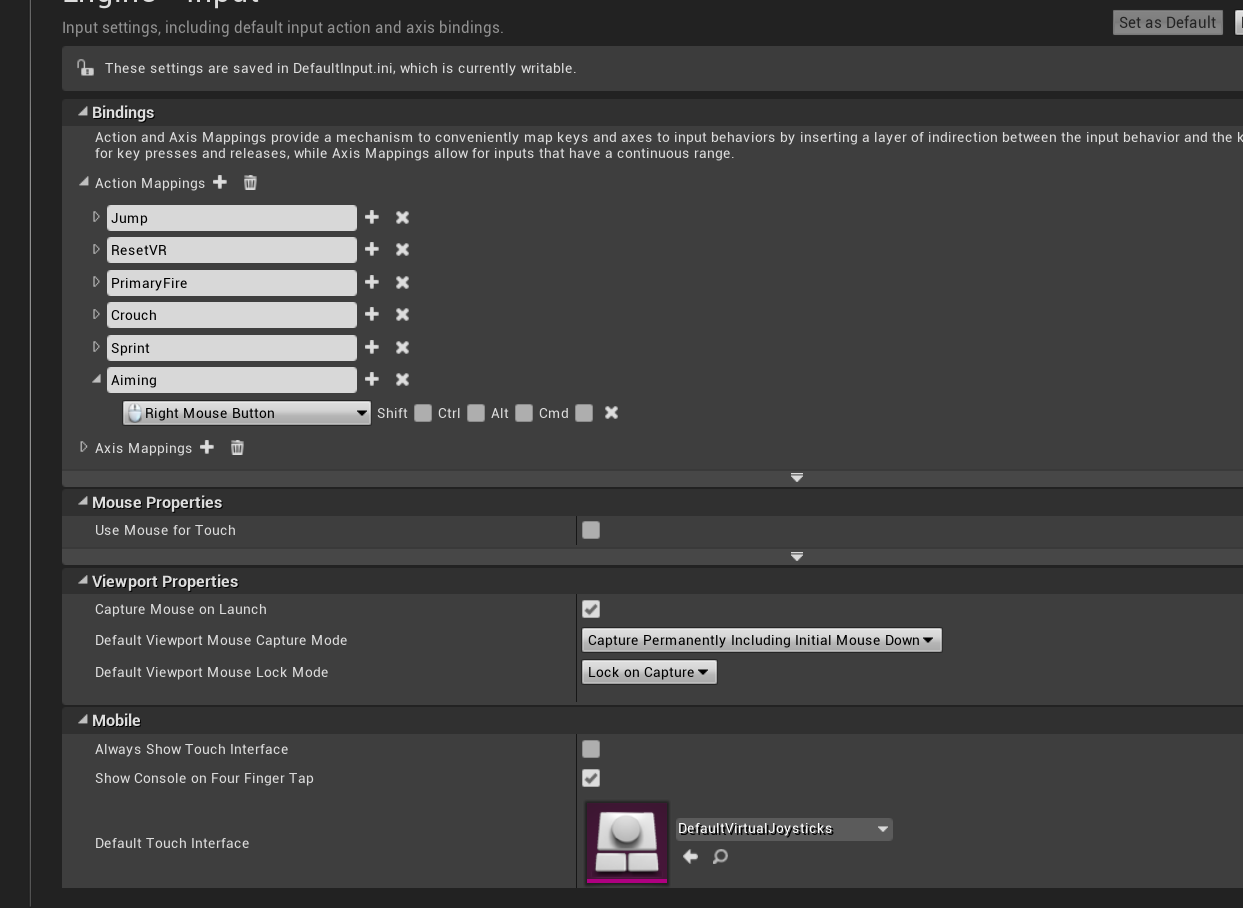 Engine - Input
Input settings, including default input action and axis bindings.
Set as Default
These settings are saved in DefaultInput.ini, which is currently writable.
Bindings
Action and Axis Mappings provide a mechanism to conveniently map keys and axes to input behaviors by inserting a layer of indirection between the input behavior and the k
for key presses and releases, while Axis Mappings allow for inputs that have a continuous range.
Action Mappings
Jump
ResetVR
PrimaryFire
Crouch
Sprint
Aiming
Right Mouse Button Shift Ctrl Alt Cmd
Axis Mappings
Mouse Properties
Use Mouse for Touch
Viewport Properties
Capture Mouse on Launch
Default Viewport Mouse Capture Mode Capture Permanently Including Initial Mouse Down
Default Viewport Mouse Lock Mode Lock on Capture
Mobile
Always Show Touch Interface
Show Console on Four Finger Tap
DefaultVirtualJoysticks
Default Touch Interface